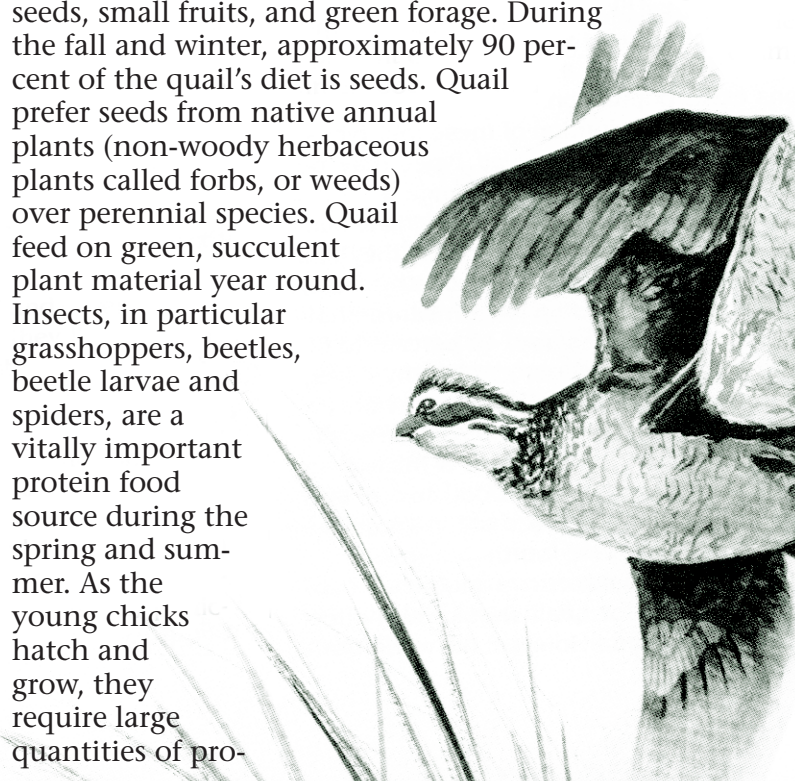 seeds, small fruits, and green forage. During
the fall and winter, approximately 90 per-
cent of the quail's diet is seeds. Quail
prefer seeds from native annual
plants (non-woody herbaceous
plants called forbs, or weeds)
over perennial species. Quail
feed on green, succulent
plant material year round.
Insects, in particular
grasshoppers, beetles,
beetle larvae and
spiders, are a
vitally important
protein food
source during the
spring and sum-
mer. As the
young chicks
hatch and
grow, they
require large
quantities of pro-